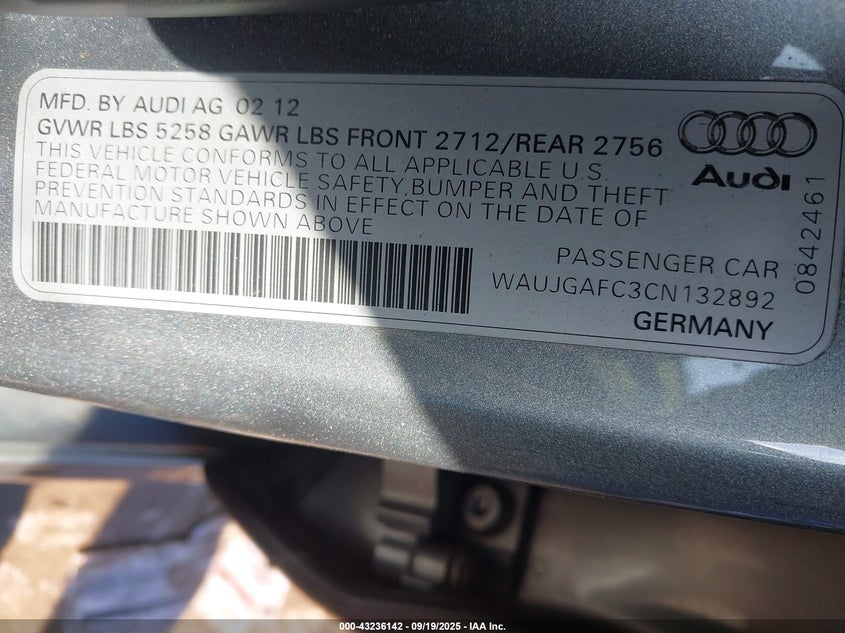 MFD. BY AUDI AG 02 12
GVWR LBS 5258 GAWR LBS FRONT 2712/REAR 2756
THIS VEHICLE CONFORMS TO ALL APPLICABLE U.S.
FEDERAL MOTOR VEHICLE SAFETY,BUMPER AND THEFT
PREVENTION STANDARDS IN EFFECT ON THE DATE OF
MANUFACTURE SHOWN ABOVE
Audi
0842461
PASSENGER CAR
WAUJGAFC3CN132892
GERMANY
000-43236142 - 09/19/2025 - IAA Inc.